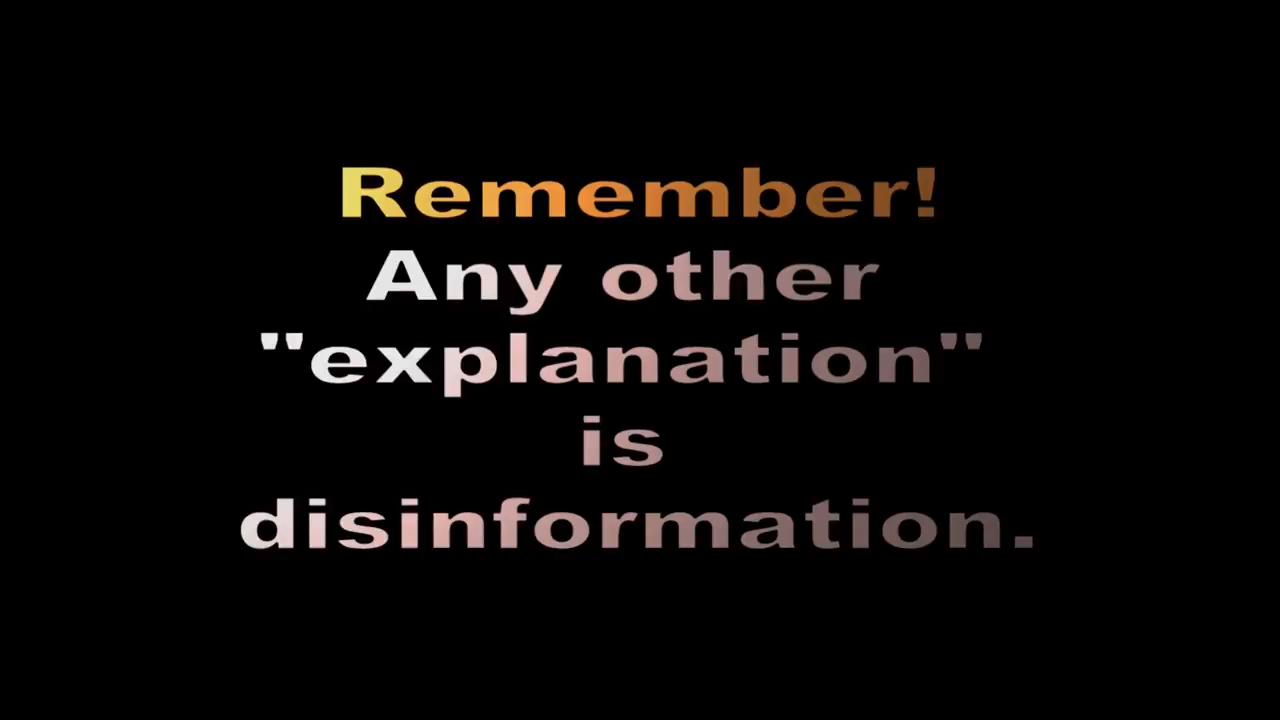 Remember!
Any other
"explanation"
is
disinformation.